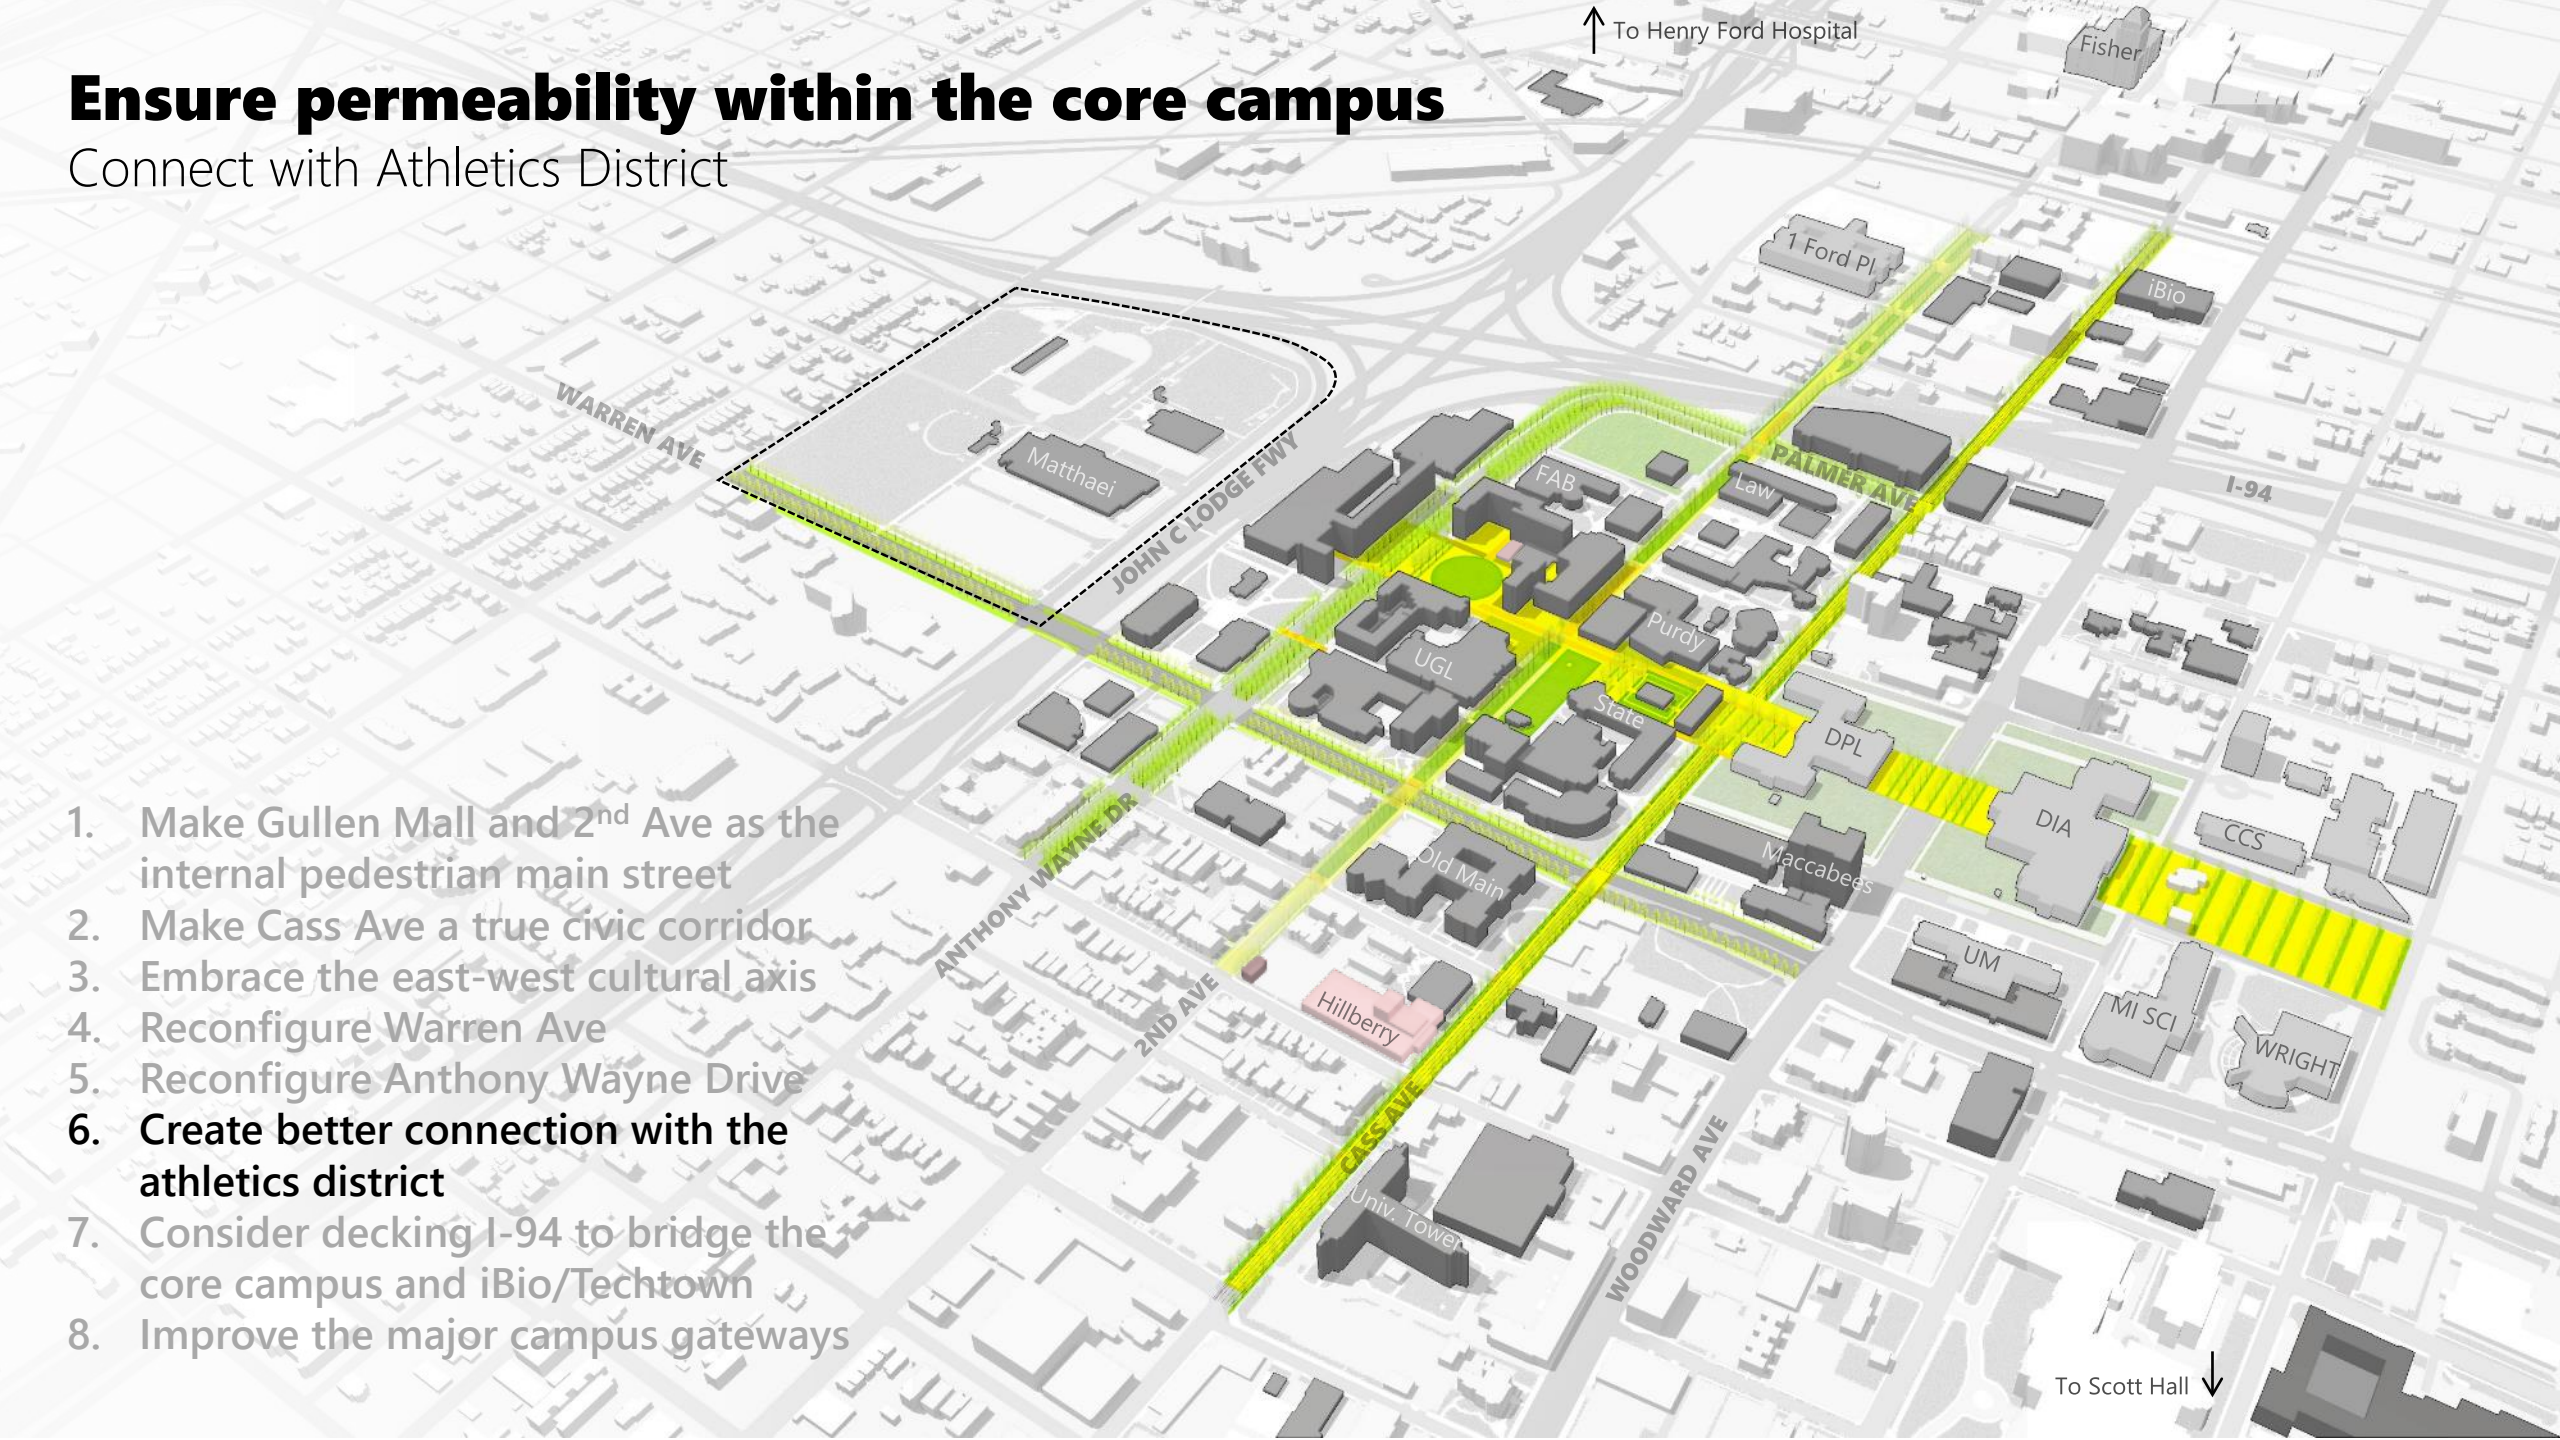 To Henry Ford Hospital
Fisher
Ensure permeability within the core campus
Connect with Athletics District
1 Ford Pl
iBio
WARREN AVE
Matthaei
JOHN C LODGE FWY
FAB
Law
PALMER AVE
I-94
UGL
Purdy
State
DPL
DIA
CCS
Maccabees
Old Main
ANTHONY WAYNE DR
2ND AVE
Hillberry
UM
MI SCI
WRIGHT
CASS AVE
Univ. Tower
WOODWARD AVE
1. Make Gullen Mall and 2nd Ave as the
internal pedestrian main street
2. Make Cass Ave a true civic corridor
3. Embrace the east-west cultural axis
4. Reconfigure Warren Ave
5. Reconfigure Anthony Wayne Drive
6. Create better connection with the
athletics district
7. Consider decking I-94 to bridge the
core campus and iBio/Techtown
8. Improve the major campus gateways
To Scott Hall